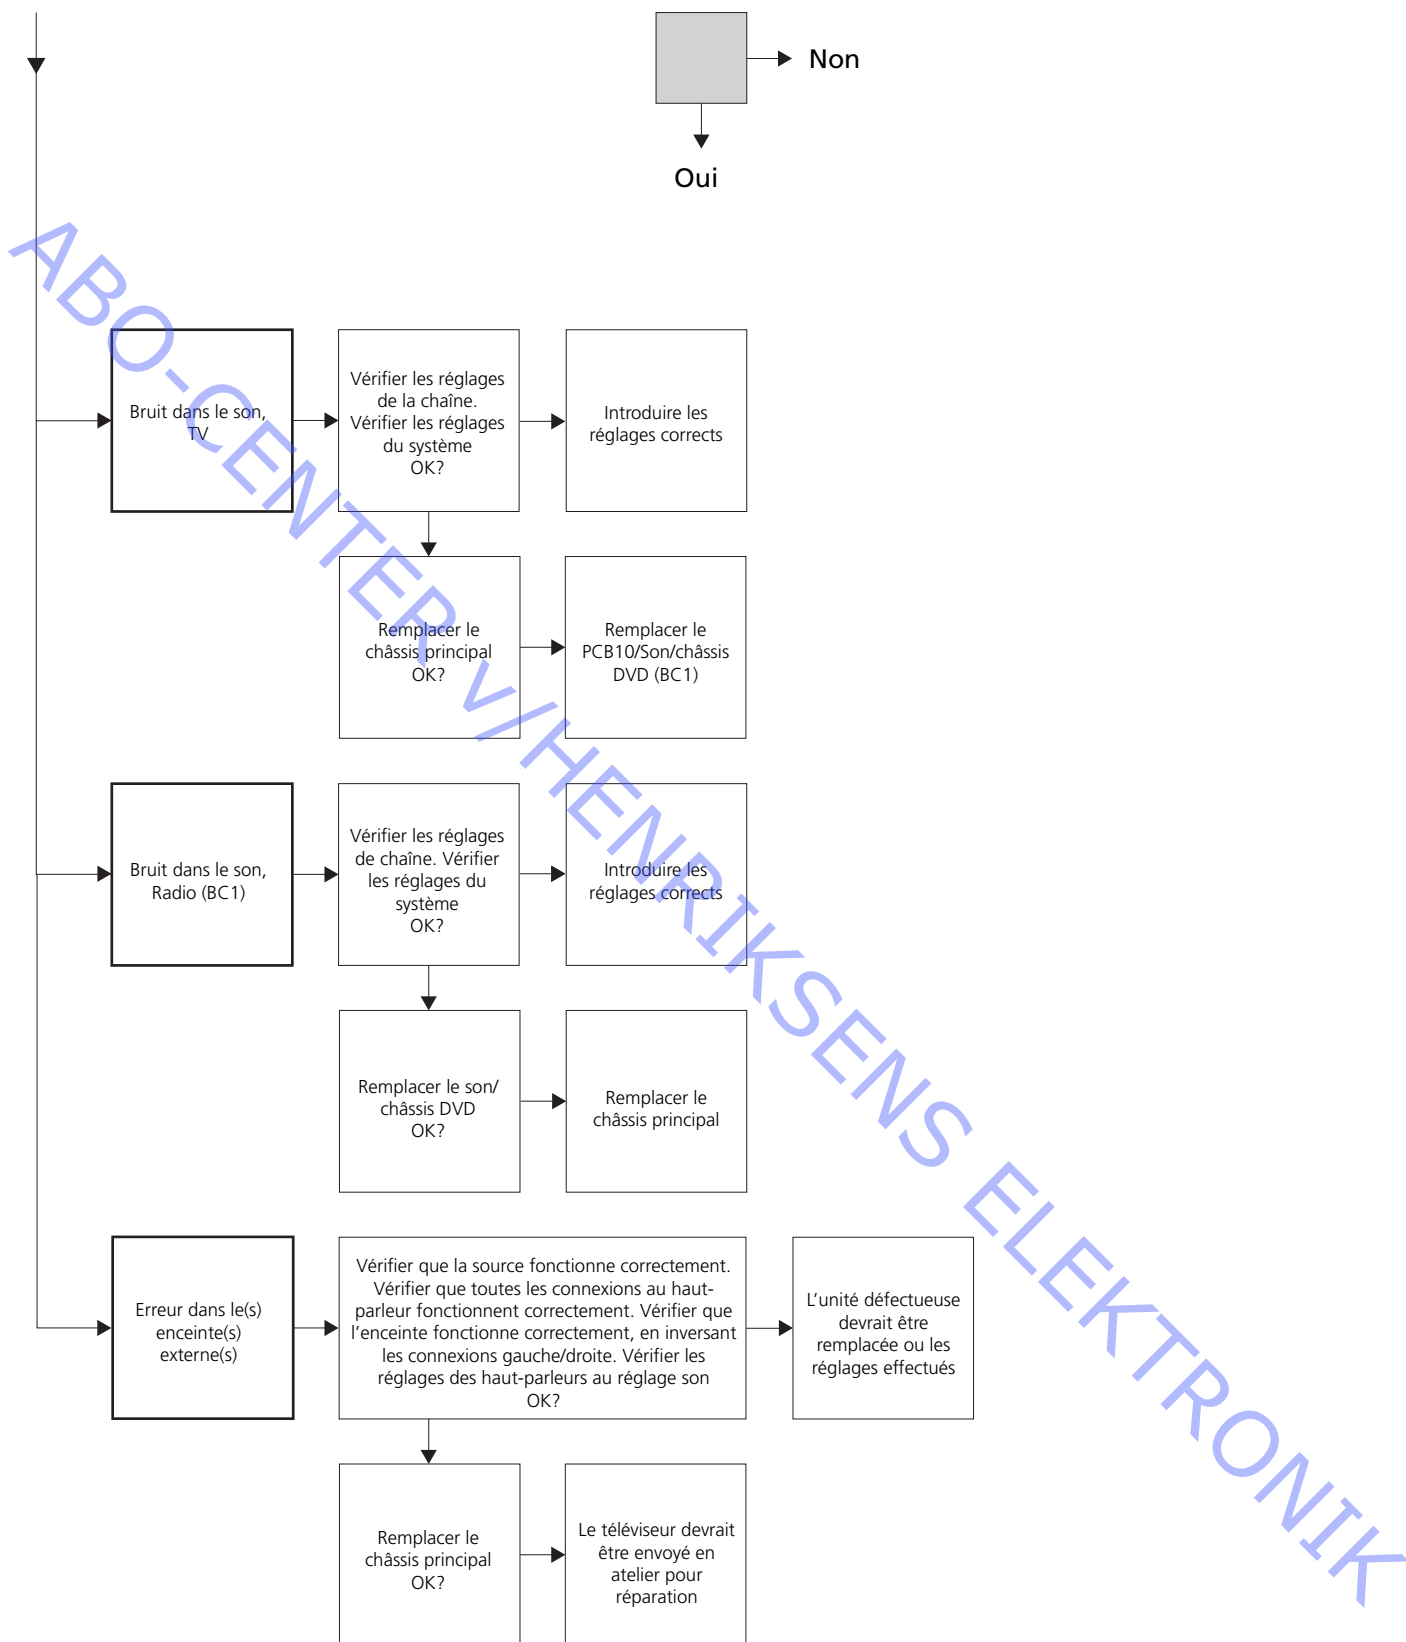 Non
Oui
Bruit dans le son,
TV
Vérifier les réglages
de la chaîne.
Vérifier les réglages
du système
OK?
Introduire les
réglages corrects
Remplacer le
châssis principal
OK?
Remplacer le
PCB10/Son/châssis
DVD (BC1)
Bruit dans le son,
Radio (BC1)
Vérifier les réglages
de chaîne. Vérifier
les réglages du
système
OK?
Introduire les
réglages corrects
Remplacer le son/
châssis DVD
OK?
Remplacer le
châssis principal
Erreur dans le(s)
enceinte(s)
externe(s)
Vérifier que la source fonctionne correctement.
Vérifier que toutes les connexions au haut-
parleur fonctionnent correctement. Vérifier que
l'enceinte fonctionne correctement, en inversant
les connexions gauche/droite. Vérifier les
réglages des haut-parleurs au réglage son
OK?
L'unité défectueuse
devrait être
remplacée ou les
réglages effectués
Remplacer le
châssis principal
OK?
Le téléviseur devrait
être envoyé en
atelier pour
réparation
ABO-CENTER v/HENRIKSENS ELEKTRONIK